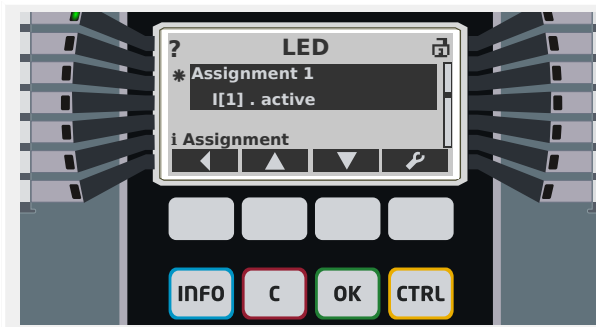 ? LED
* Assignment 1
I[1] . active
i Assignment
INFO C OK CTRL